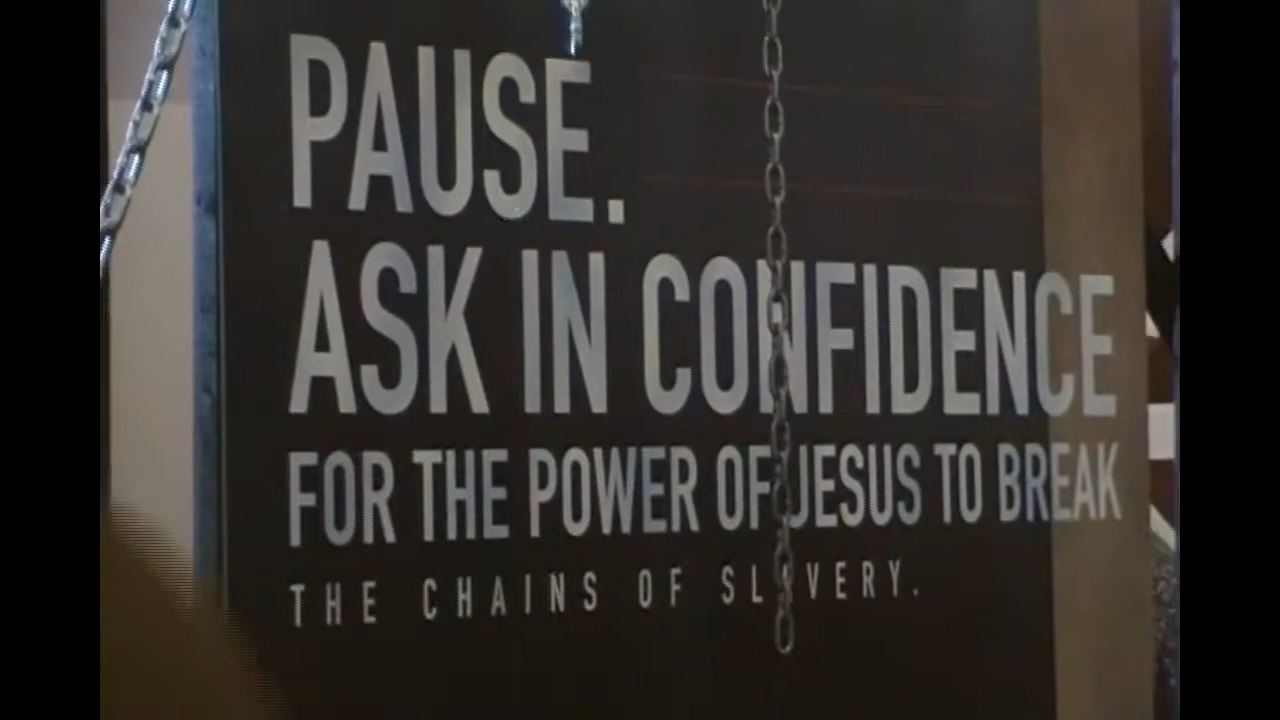 PAUSE.
ASK IN CONFIDENCE
FOR THE POWER OF JESUS TO BREAK
THE CHAINS OF SLAVERY.